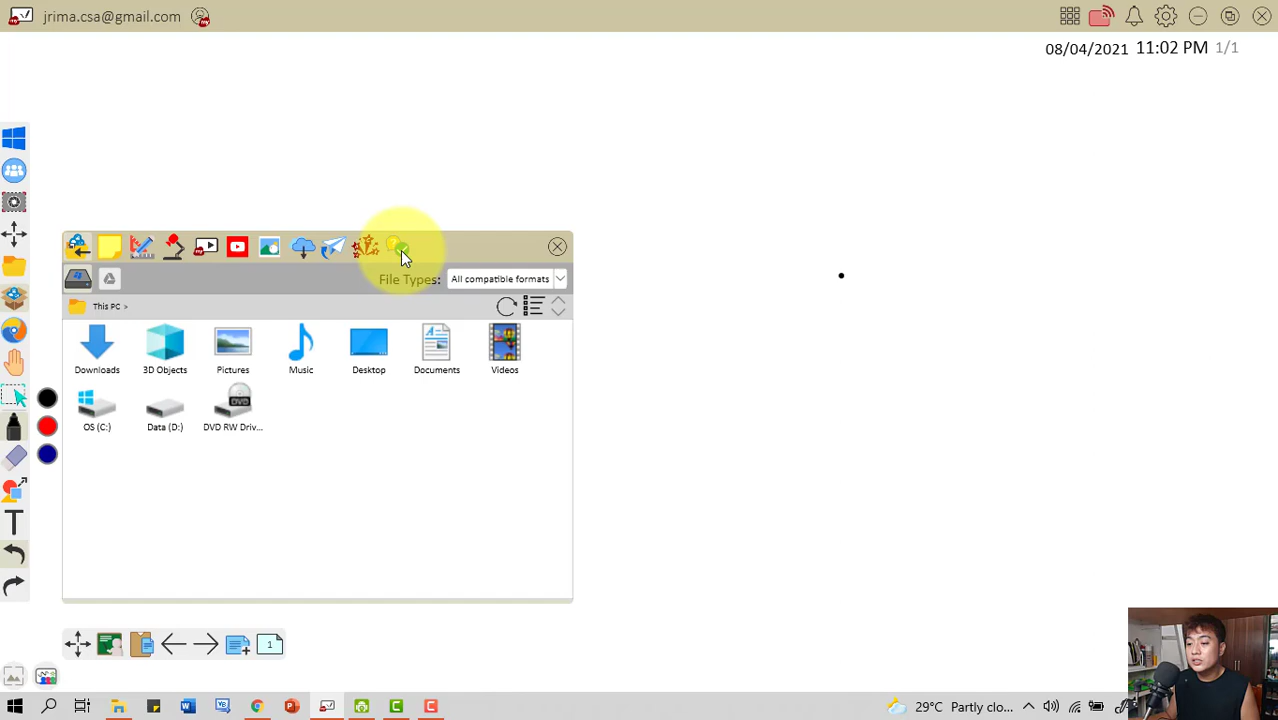 jrima.csa@gmail.com
08/04/2021 11:02 PM 1/1
File Types: All compatible formats
This PC >
Downloads
3D Objects
Pictures
Music
Desktop
Documents
Videos
OS (C:)
Data (D:)
DVD RW Driv...
T
1
29°C Partly clo...